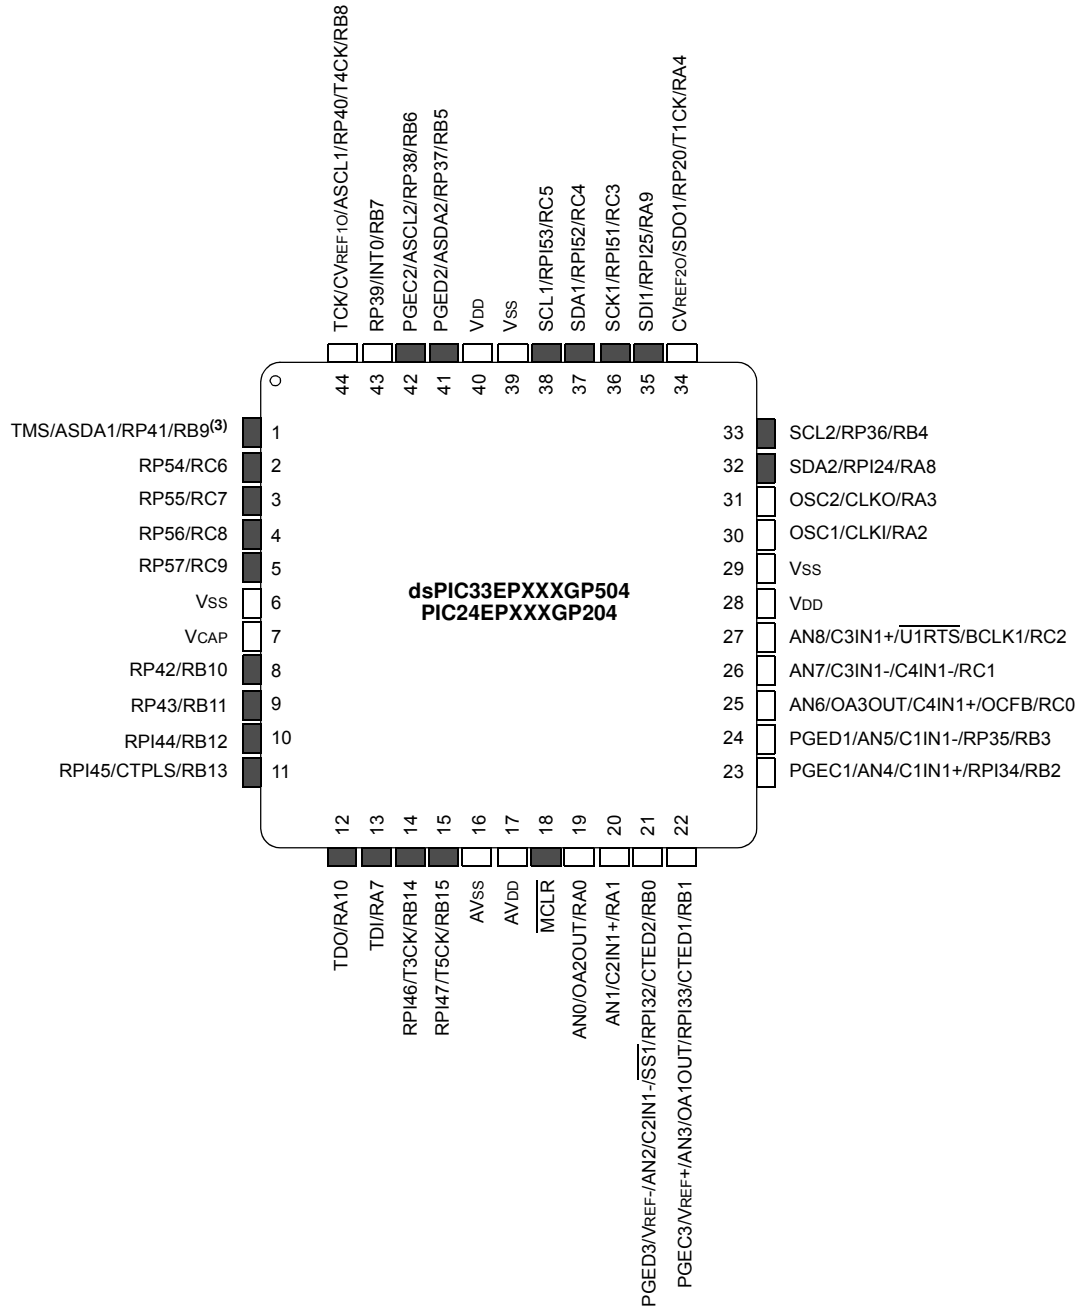 TCK/CVREF1O/ASCL1/RP40/T4CK/RB8
RP39/INT0/RB7
PGEC2/ASCL2/RP38/RB6
PGED2/ASDA2/RP37/RB5
VDD
VSS
SCL1/RPI53/RC5
SDA1/RPI52/RC4
SCK1/RPI51/RC3
SDI1/RPI25/RA9
CVREF2O/SDO1/RP20/T1CK/RA4
44 43 42 41 40 39 38 37 36 35 34
TMS/ASDA1/RP41/RB9(3) 1
RP54/RC6 2
RP55/RC7 3
RP56/RC8 4
RP57/RC9 5
VSS 6
VCAP 7
RP42/RB10 8
RP43/RB11 9
RPI44/RB12 10
RPI45/CTPLS/RB13 11
dsPIC33EPXXXGP504
PIC24EPXXXGP204
33 SCL2/RP36/RB4
32 SDA2/RPI24/RA8
31 OSC2/CLKO/RA3
30 OSC1/CLKI/RA2
29 VSS
28 VDD
27 AN8/C3IN1+/U1RTS/BCLK1/RC2
26 AN7/C3IN1-/C4IN1-/RC1
25 AN6/OA3OUT/C4IN1+/OCFB/RC0
24 PGED1/AN5/C1IN1-/RP35/RB3
23 PGEC1/AN4/C1IN1+/RPI34/RB2
12 13 14 15 16 17 18 19 20 21 22
TDO/RA10
TDI/RA7
RPI46/T3CK/RB14
RPI47/T5CK/RB15
AVSS
AVDD
MCLR
AN0/OA2OUT/RA0
AN1/C2IN1+/RA1
PGED3/VREF-/AN2/C2IN1-/SS1/RPI32/CTED2/RB0
PGEC3/VREF+/AN3/OA1OUT/RPI33/CTED1/RB1